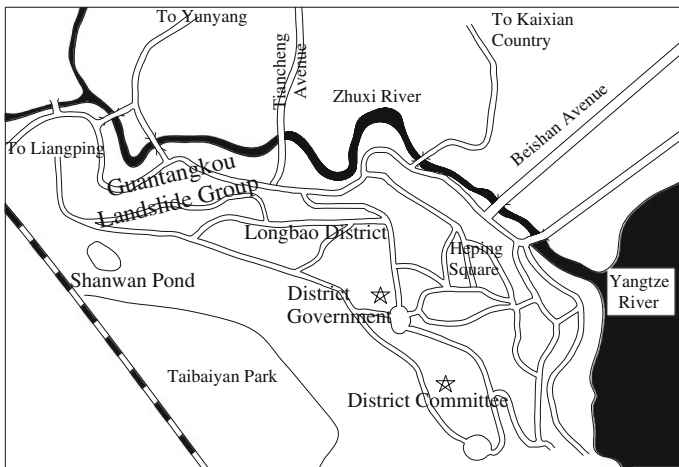 To Yunyang
To Kaixian
Country
Tiancheng
Avenue
Zhuxi River
Beishan Avenue
To Liangping
Guantangkou
Landslide Group
Longbao District
Heping
Square
Shanwan Pond
District
Government
Yangtze
River
Taibaiyan Park
District Committee